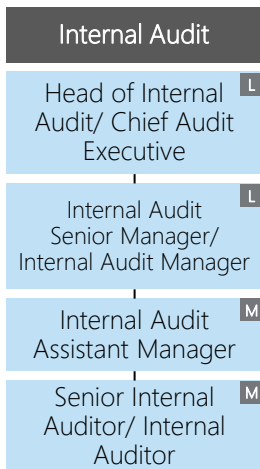 Internal Audit
L
Head of Internal
Audit/ Chief Audit
Executive
L
Internal Audit
Senior Manager/
Internal Audit Manager
M
Internal Audit
Assistant Manager
M
Senior Internal
Auditor/ Internal
Auditor